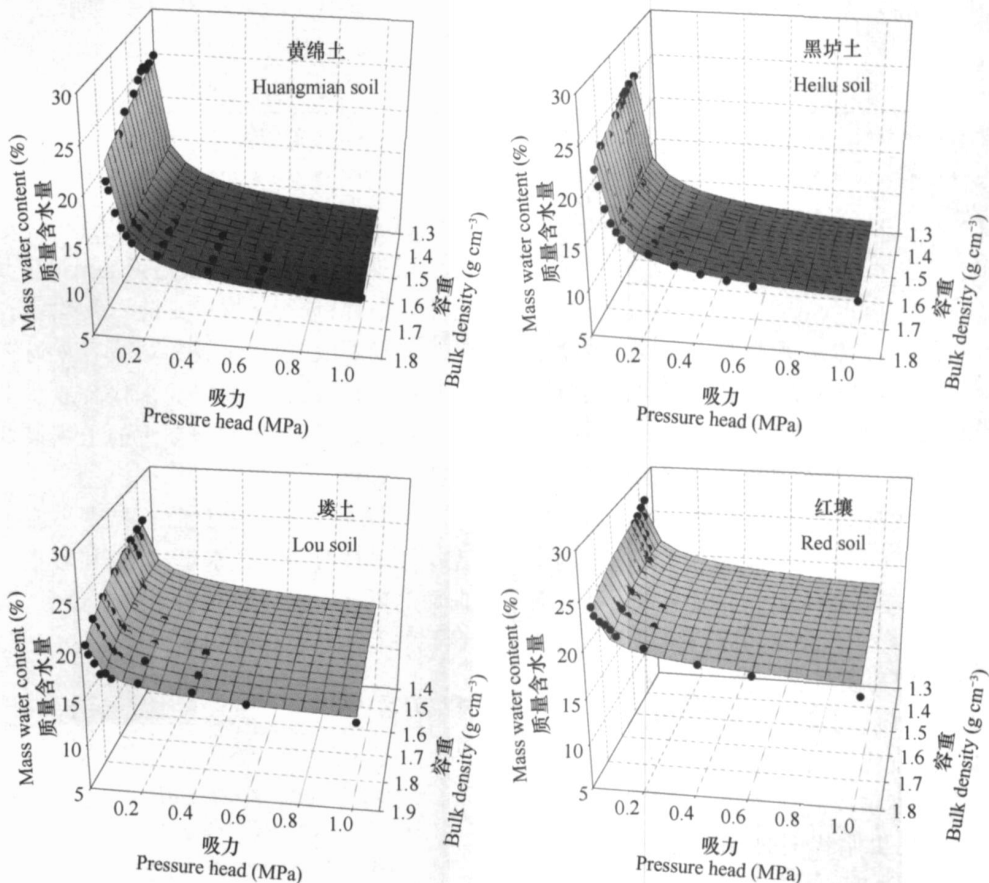 黄绵土
Huangmian soil
30
25
20
15
10
5
Mass water content (%)
质量含水量
0.2
0.4
0.6
0.8
1.0
吸力
Pressure head (MPa)
1.3
1.4
1.5
1.6
1.7
1.8
容重
Bulk density (g cm⁻³)
黑垆土
Heilu soil
30
25
20
15
10
5
Mass water content (%)
质量含水量
0.2
0.4
0.6
0.8
1.0
吸力
Pressure head (MPa)
1.3
1.4
1.5
1.6
1.7
1.8
容重
Bulk density (g cm⁻³)
塿土
Lou soil
30
25
20
15
10
5
Mass water content (%)
质量含水量
0.2
0.4
0.6
0.8
1.0
吸力
Pressure head (MPa)
1.4
1.5
1.6
1.7
1.8
1.9
容重
Bulk density (g cm⁻³)
红壤
Red soil
30
25
20
15
10
5
Mass water content (%)
质量含水量
0.2
0.4
0.6
0.8
1.0
吸力
Pressure head (MPa)
1.3
1.4
1.5
1.6
1.7
1.8
容重
Bulk density (g cm⁻³)